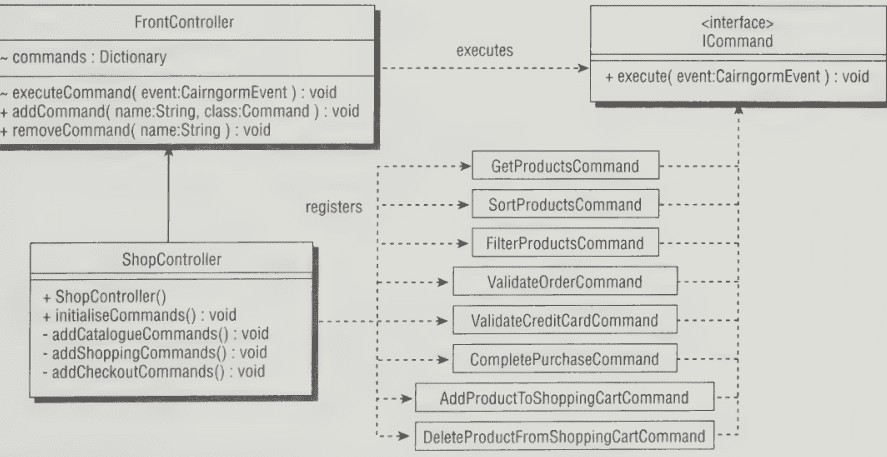 FrontController
~ commands : Dictionary
~ executeCommand( event:CairngormEvent ) : void
+ addCommand( name:String, class:Command ) : void
+ removeCommand( name:String ) : void
executes
<interface>
ICommand
+ execute( event:CairngormEvent ) : void
registers
ShopController
+ ShopController()
+ initialiseCommands() : void
- addCatalogueCommands() : void
- addShoppingCommands() : void
- addCheckoutCommands() : void
GetProductsCommand
SortProductsCommand
FilterProductsCommand
ValidateOrderCommand
ValidateCreditCardCommand
CompletePurchaseCommand
AddProductToShoppingCartCommand
DeleteProductFromShoppingCartCommand